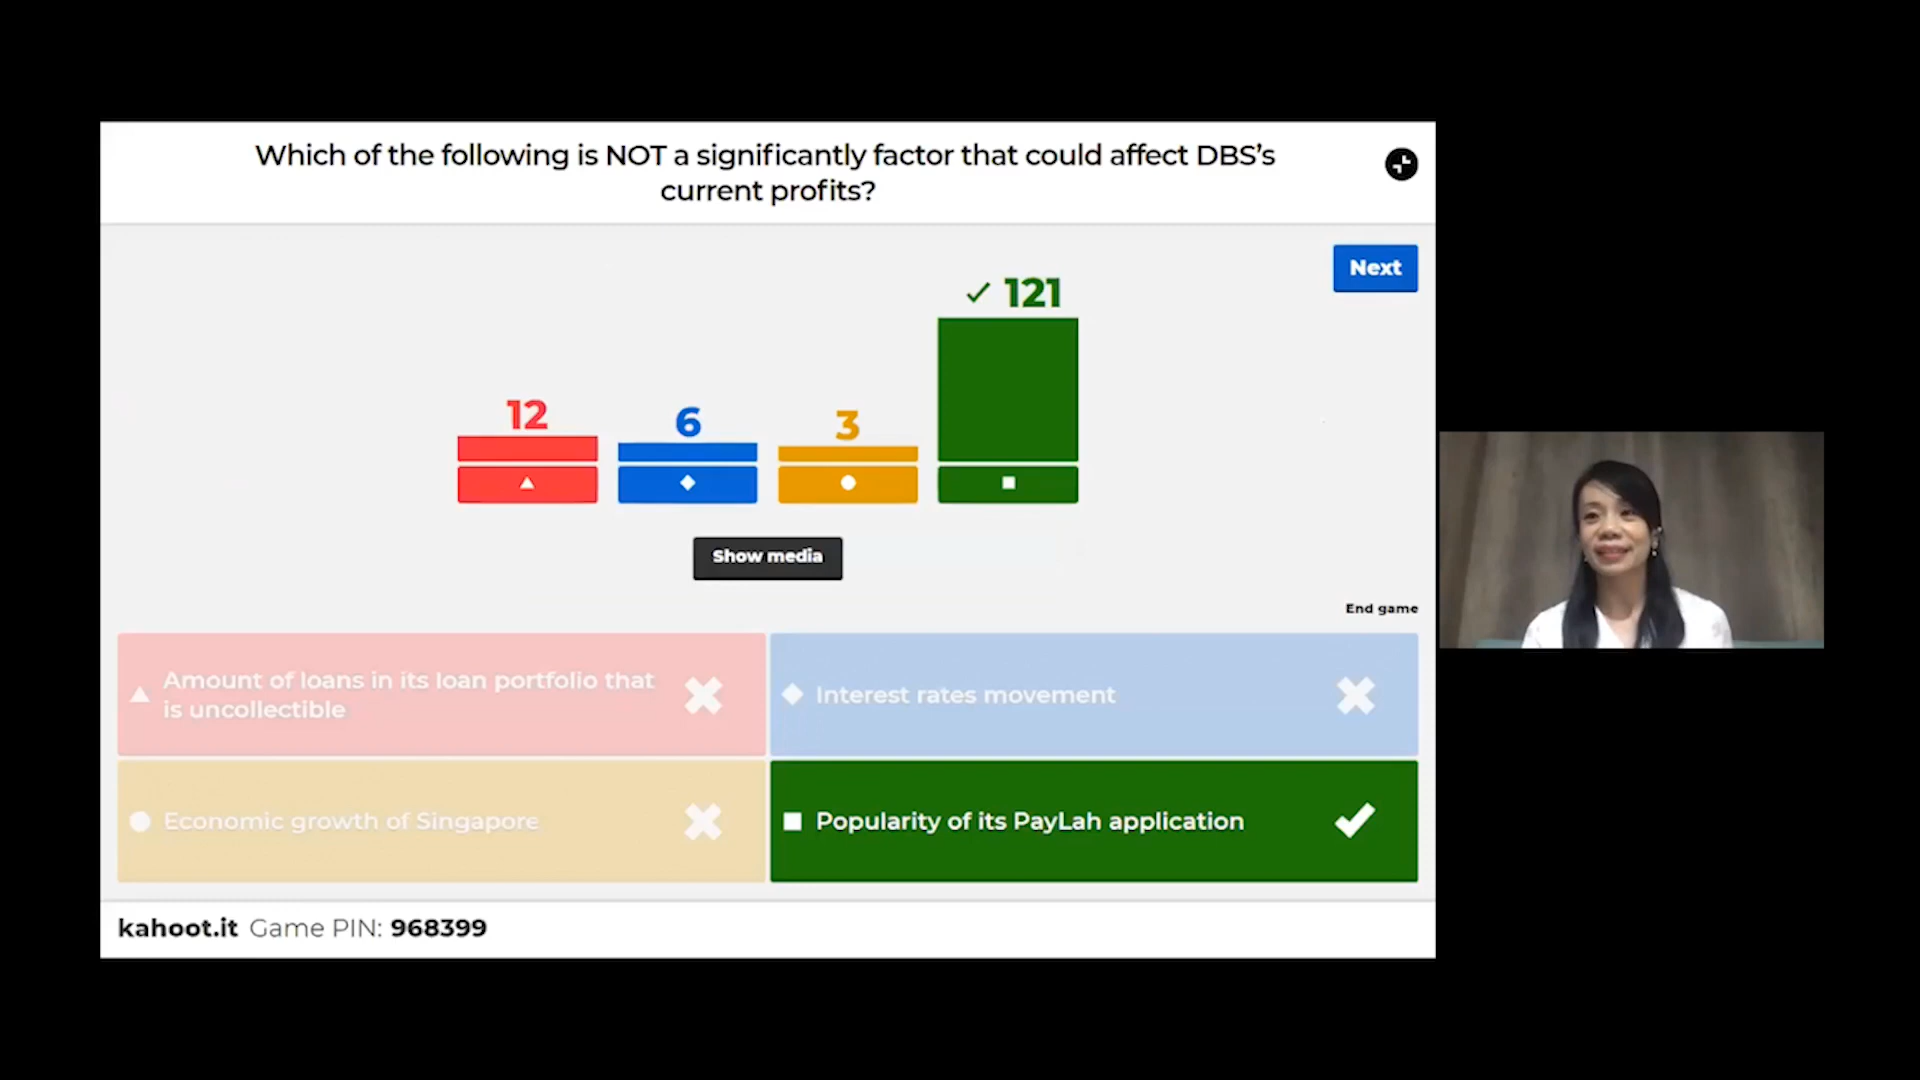 Which of the following is NOT a significantly factor that could affect DBS’s
current profits?
Next
121
12
6
3
Show media
End game
Amount of loans in its loan portfolio that
is uncollectible
Interest rates movement
Economic growth of Singapore
Popularity of its PayLah application
kahoot.it Game PIN: 968399